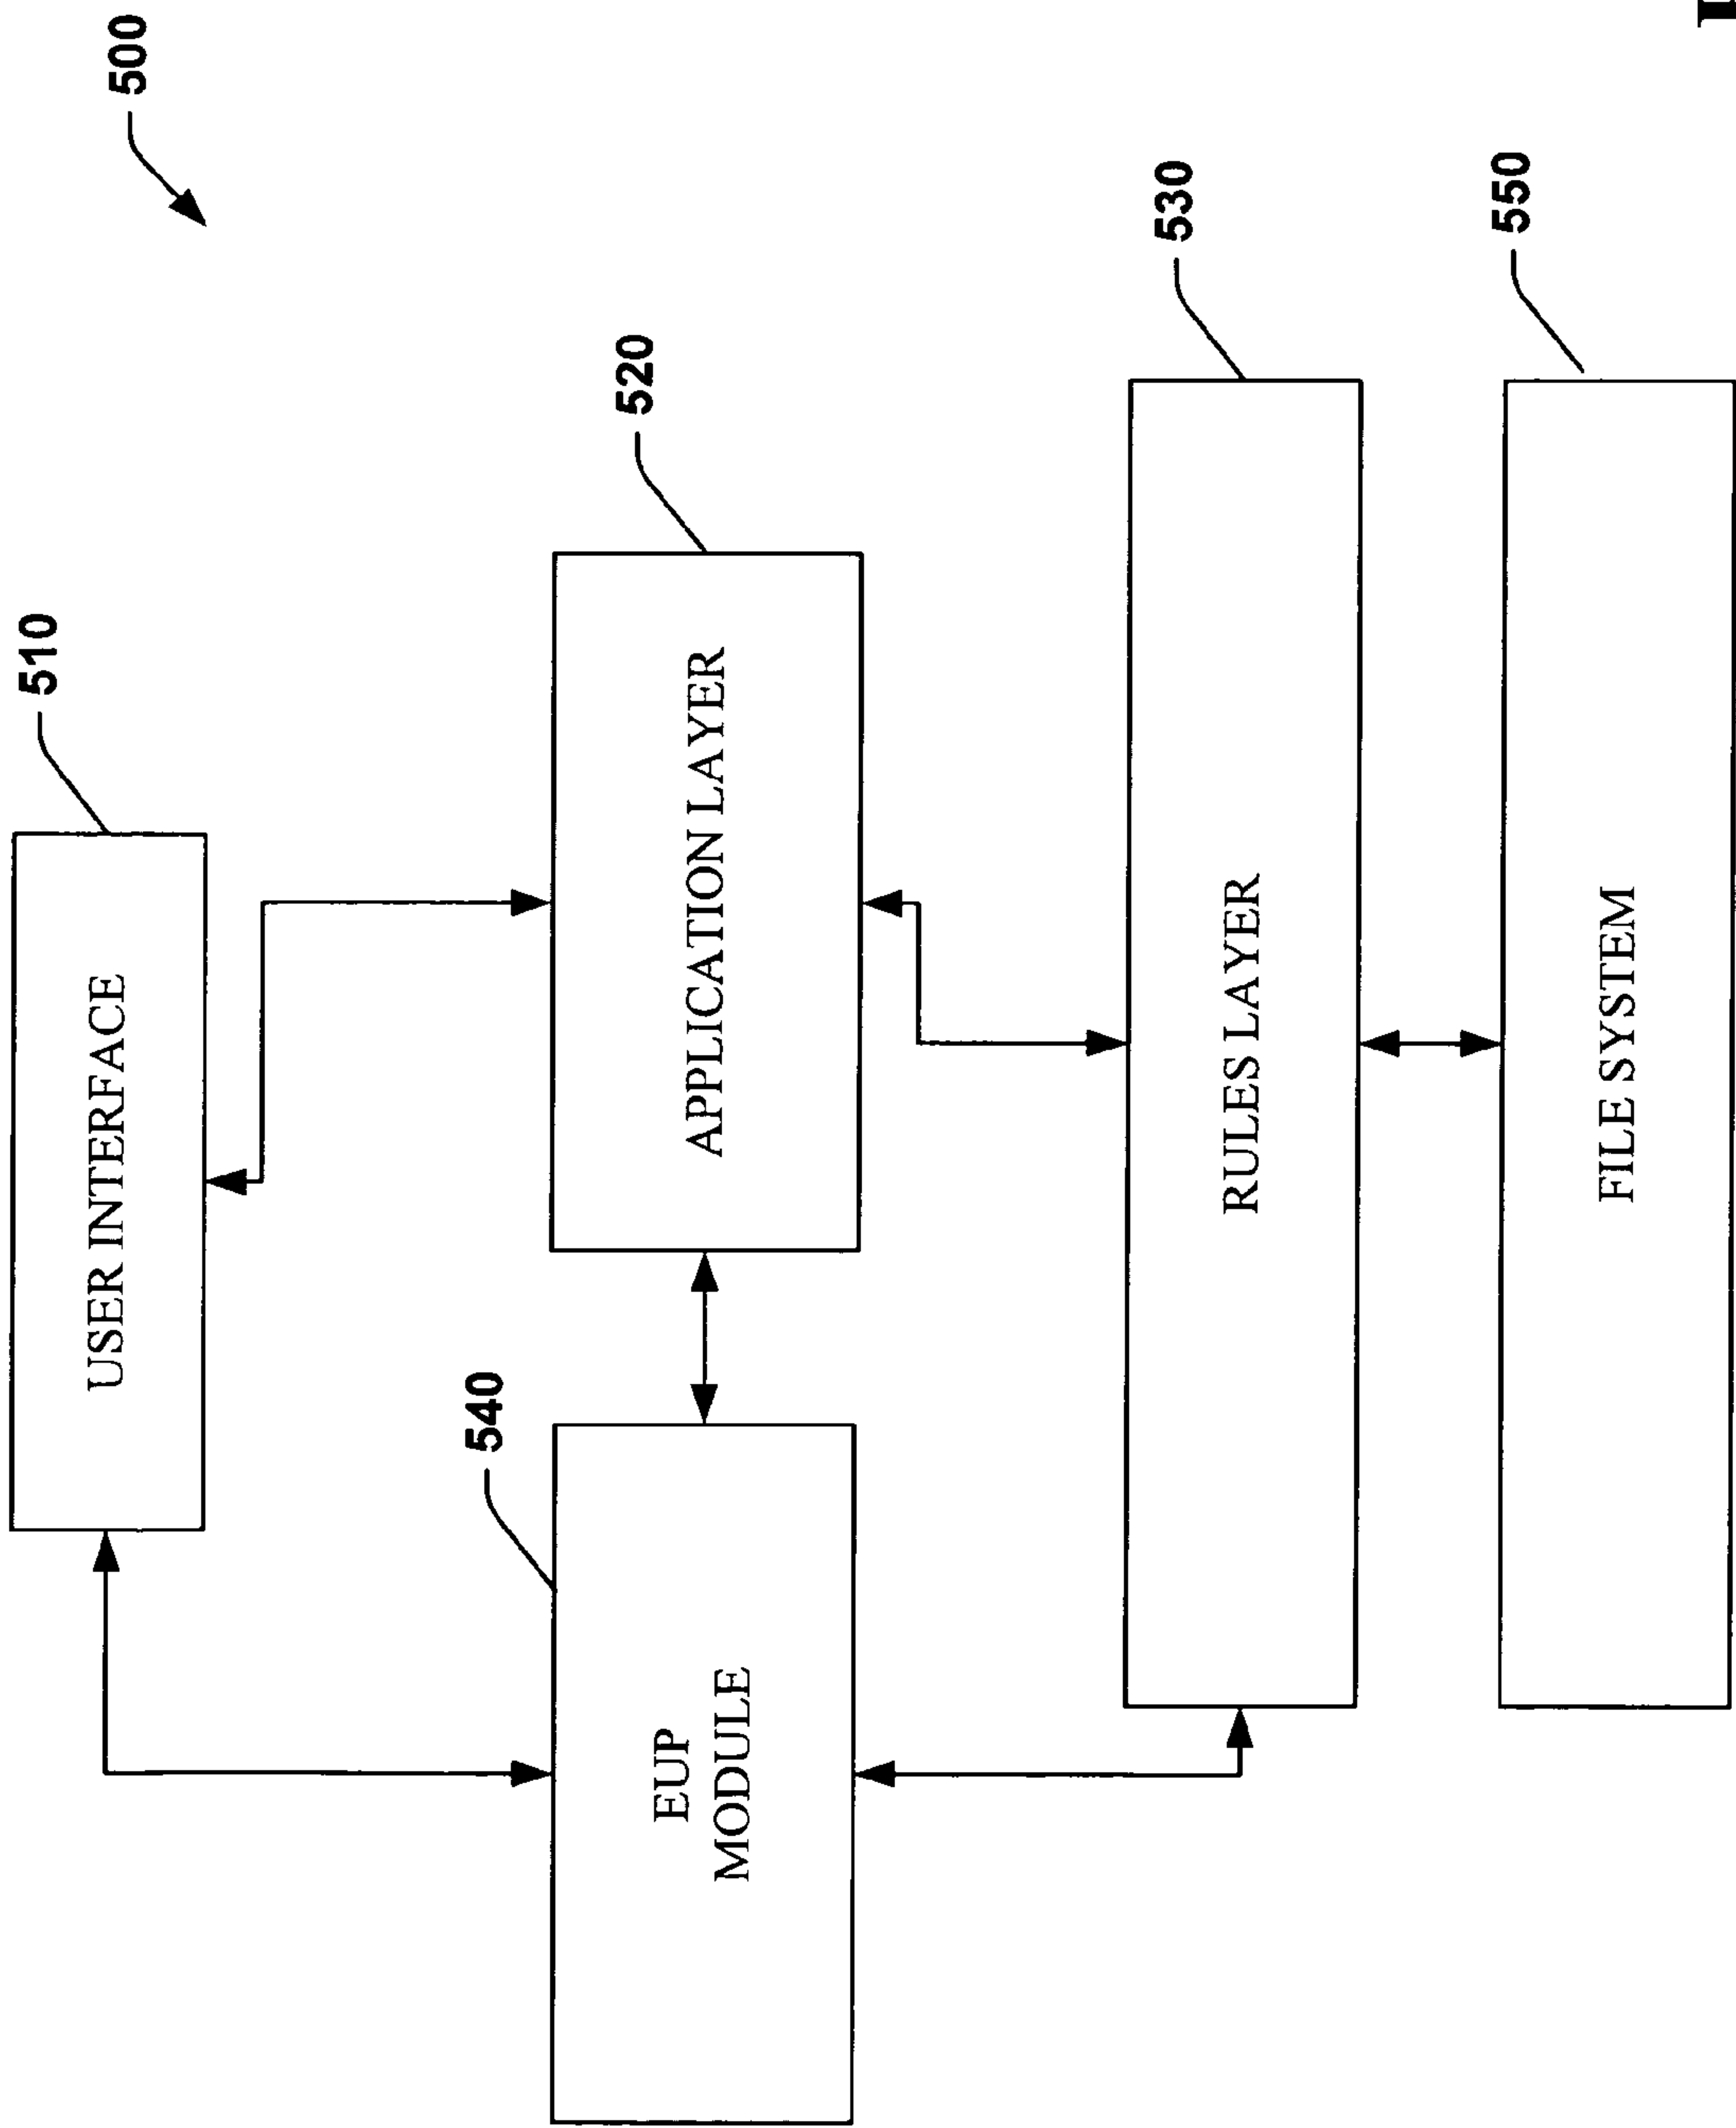 500
510
USER INTERFACE
520
APPLICATION LAYER
540
EUP
MODULE
530
RULES LAYER
550
FILE SYSTEM